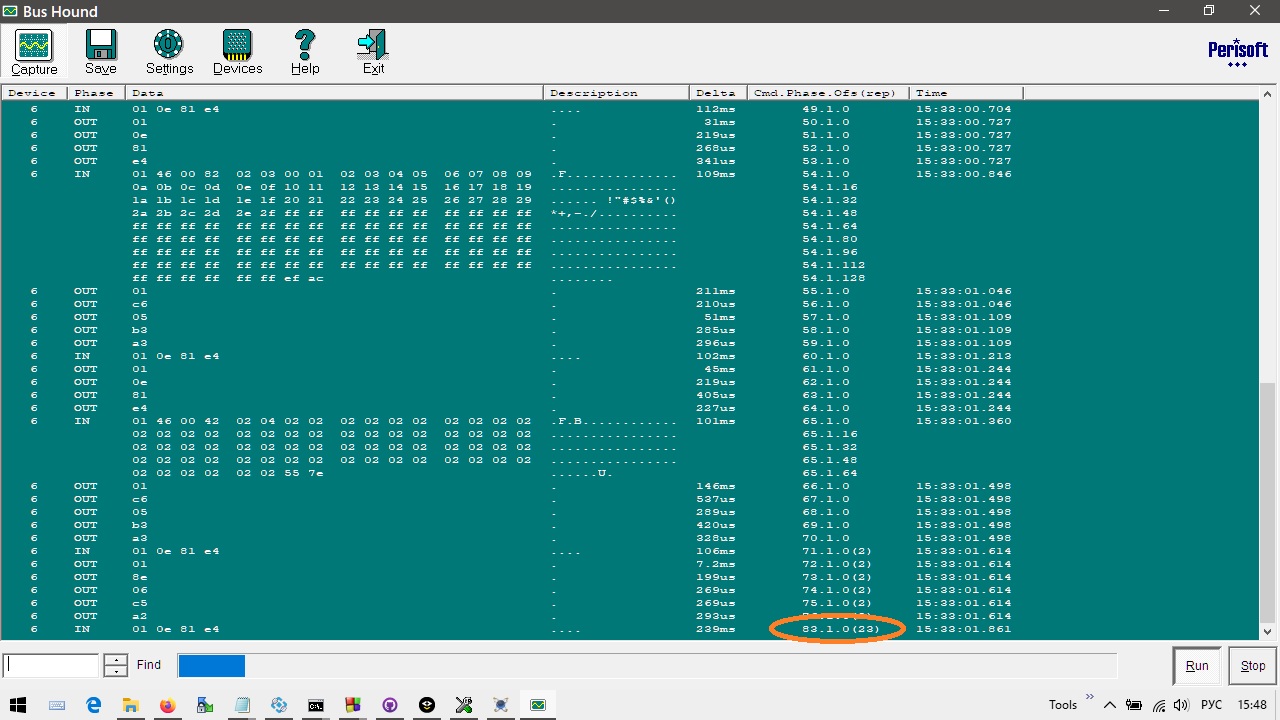 Bus Hound
Capture Save Settings Devices Help Exit
Perisoft
Device Phase Data Description Delta Cmd.Phase.Ofs(rep) Time
6 IN 01 0e 81 e4 .... 112ms 49.1.0 15:33:00.704
6 OUT 01 . 31ms 50.1.0 15:33:00.727
6 OUT 0e . 219us 51.1.0 15:33:00.727
6 OUT 81 . 268us 52.1.0 15:33:00.727
6 OUT e4 . 341us 53.1.0 15:33:00.727
6 IN 01 46 00 82 02 03 00 01 02 03 04 05 06 07 08 09 .F.............. 109ms 54.1.0 15:33:00.846
0a 0b 0c 0d 0e 0f 10 11 12 13 14 15 16 17 18 19 ................ 54.1.16
1a 1b 1c 1d 1e 1f 20 21 22 23 24 25 26 27 28 29 ...... !"#$%&'() 54.1.32
2a 2b 2c 2d 2e 2f ff ff ff ff ff ff ff ff ff ff *+,-./.......... 54.1.48
ff ff ff ff ff ff ff ff ff ff ff ff ff ff ff ff ................ 54.1.64
ff ff ff ff ff ff ff ff ff ff ff ff ff ff ff ff ................ 54.1.80
ff ff ff ff ff ff ff ff ff ff ff ff ff ff ff ff ................ 54.1.96
ff ff ff ff ff ff ff ff ff ff ff ff ff ff ff ff ................ 54.1.112
ff ff ff ff ff ff ef ac ........ 54.1.128
6 OUT 01 . 211ms 55.1.0 15:33:01.046
6 OUT c6 . 210us 56.1.0 15:33:01.046
6 OUT 05 . 51ms 57.1.0 15:33:01.109
6 OUT b3 . 285us 58.1.0 15:33:01.109
6 OUT a3 . 296us 59.1.0 15:33:01.109
6 IN 01 0e 81 e4 .... 102ms 60.1.0 15:33:01.213
6 OUT 01 . 45ms 61.1.0 15:33:01.244
6 OUT 0e . 219us 62.1.0 15:33:01.244
6 OUT 81 . 405us 63.1.0 15:33:01.244
6 OUT e4 . 227us 64.1.0 15:33:01.244
6 IN 01 46 00 42 02 04 02 02 02 02 02 02 02 02 02 02 .F.B............ 101ms 65.1.0 15:33:01.360
02 02 02 02 02 02 02 02 02 02 02 02 02 02 02 02 ................ 65.1.16
02 02 02 02 02 02 02 02 02 02 02 02 02 02 02 02 ................ 65.1.32
02 02 02 02 02 02 02 02 02 02 02 02 02 02 02 02 ................ 65.1.48
02 02 02 02 02 02 55 7e ......U. 65.1.64
6 OUT 01 . 146ms 66.1.0 15:33:01.498
6 OUT c6 . 537us 67.1.0 15:33:01.498
6 OUT 05 . 289us 68.1.0 15:33:01.498
6 OUT b3 . 420us 69.1.0 15:33:01.498
6 OUT a3 . 328us 70.1.0 15:33:01.498
6 IN 01 0e 81 e4 .... 106ms 71.1.0(2) 15:33:01.614
6 OUT 01 . 7.2ms 72.1.0(2) 15:33:01.614
6 OUT 8e . 199us 73.1.0(2) 15:33:01.614
6 OUT 06 . 269us 74.1.0(2) 15:33:01.614
6 OUT c5 . 269us 75.1.0(2) 15:33:01.614
6 OUT a2 . 293us 15:33:01.614
6 IN 01 0e 81 e4 .... 239ms 83.1.0(23) 15:33:01.861
Find Run Stop
Tools » РУС 15:48